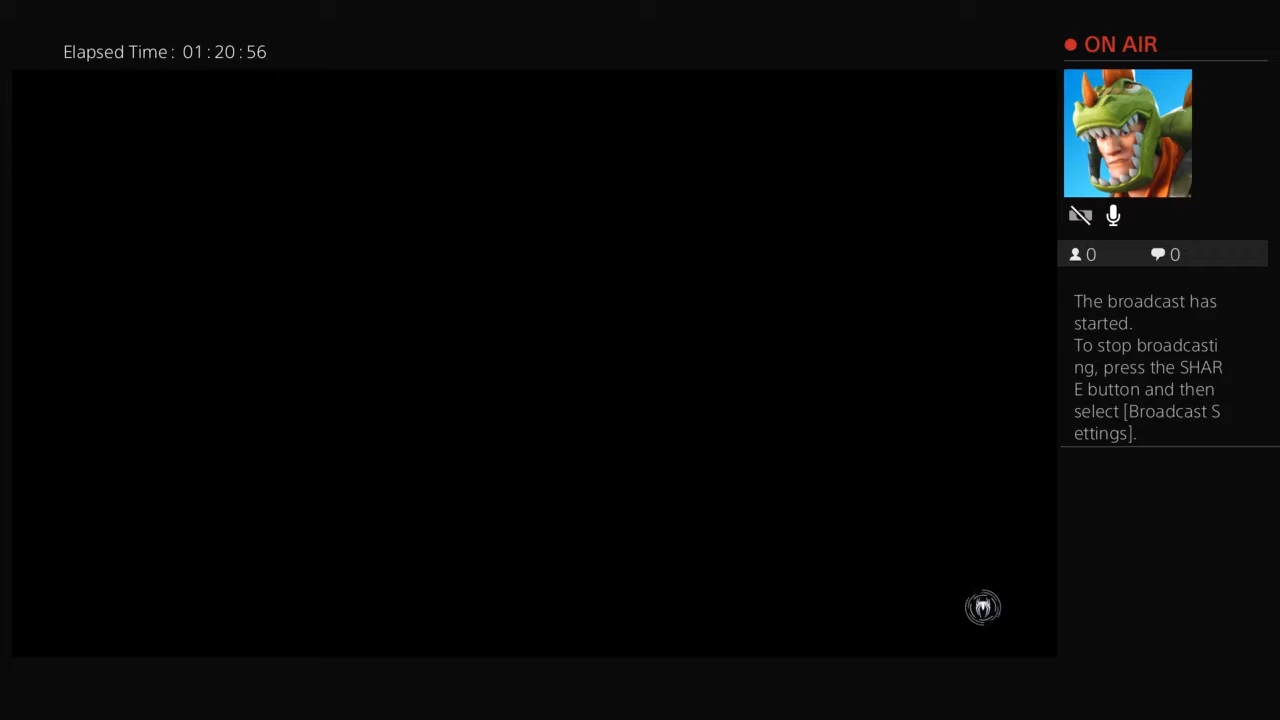 Elapsed Time: 01:20:56
ON AIR
0
0
The broadcast has
started.
To stop broadcasti
ng, press the SHAR
E button and then
select [Broadcast S
ettings].